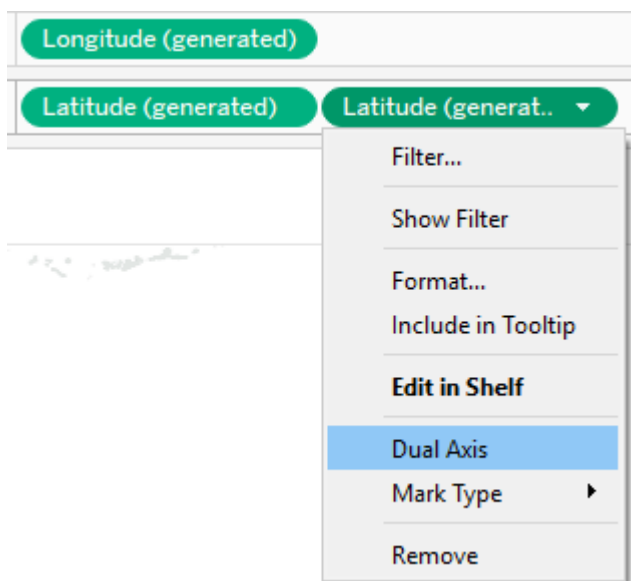 Longitude (generated)
Latitude (generated) Latitude (generat..
Filter...
Show Filter
Format...
Include in Tooltip
Edit in Shelf
Dual Axis
Mark Type
Remove